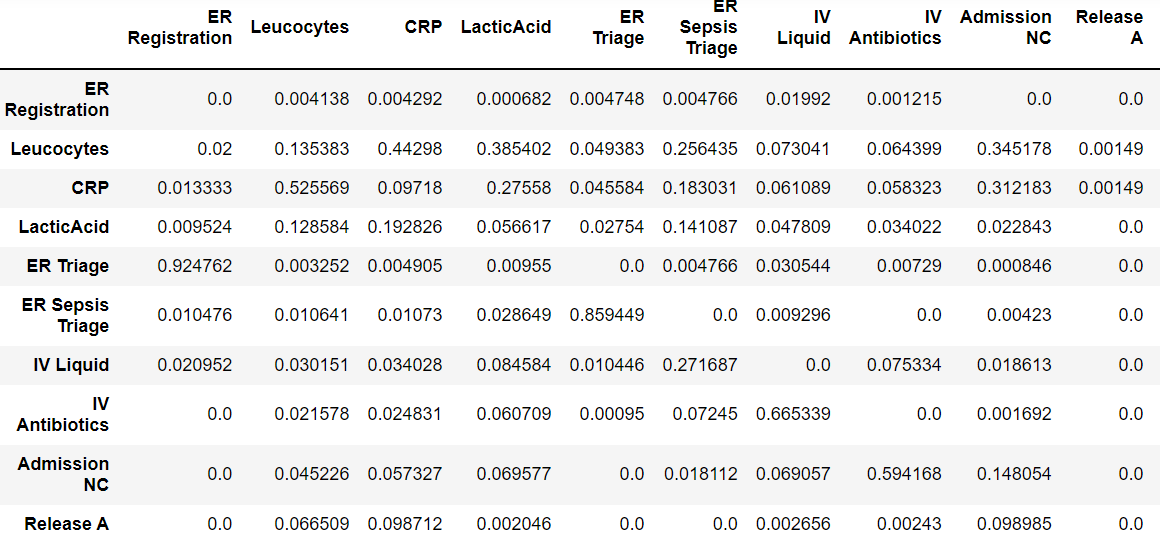 ER Registration Leucocytes CRP LacticAcid ER Triage ER Sepsis Triage IV Liquid IV Antibiotics Admission NC Release A
ER Registration 0.0 0.004138 0.004292 0.000682 0.004748 0.004766 0.01992 0.001215 0.0 0.0
Leucocytes 0.02 0.135383 0.44298 0.385402 0.049383 0.256435 0.073041 0.064399 0.345178 0.00149
CRP 0.013333 0.525569 0.09718 0.27558 0.045584 0.183031 0.061089 0.058323 0.312183 0.00149
LacticAcid 0.009524 0.128584 0.192826 0.056617 0.02754 0.141087 0.047809 0.034022 0.022843 0.0
ER Triage 0.924762 0.003252 0.004905 0.00955 0.0 0.004766 0.030544 0.00729 0.000846 0.0
ER Sepsis Triage 0.010476 0.010641 0.01073 0.028649 0.859449 0.0 0.009296 0.0 0.00423 0.0
IV Liquid 0.020952 0.030151 0.034028 0.084584 0.010446 0.271687 0.0 0.075334 0.018613 0.0
IV Antibiotics 0.0 0.021578 0.024831 0.060709 0.00095 0.07245 0.665339 0.0 0.001692 0.0
Admission NC 0.0 0.045226 0.057327 0.069577 0.0 0.018112 0.069057 0.594168 0.148054 0.0
Release A 0.0 0.066509 0.098712 0.002046 0.0 0.0 0.002656 0.00243 0.098985 0.0